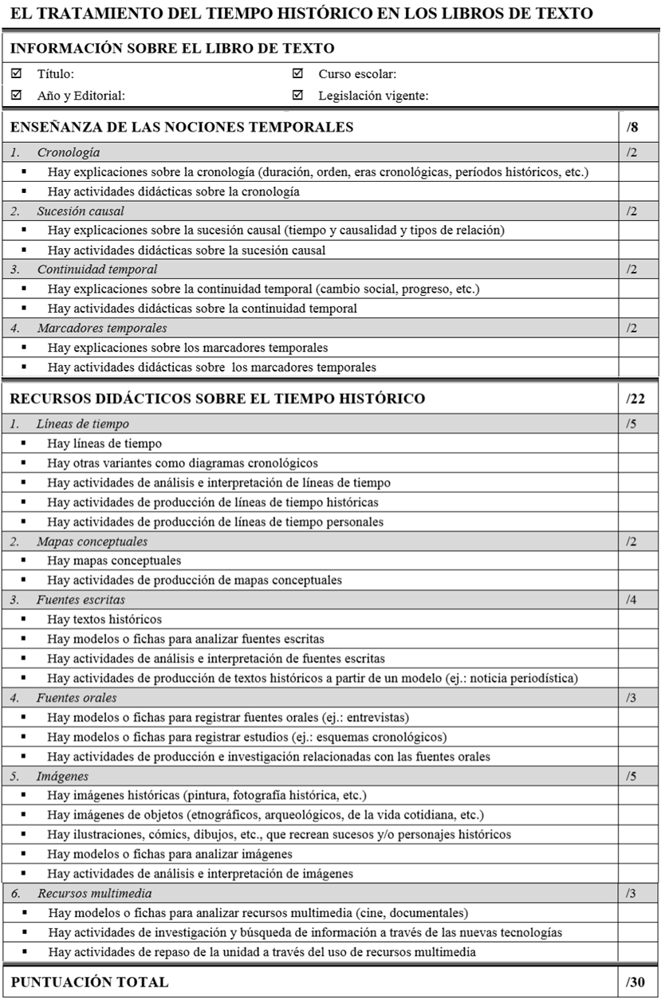 EL TRATAMIENTO DEL TIEMPO HISTÓRICO EN LOS LIBROS DE TEXTO
INFORMACIÓN SOBRE EL LIBRO DE TEXTO
☑ Título: ☑ Curso escolar:
☑ Año y Editorial: ☑ Legislación vigente:
ENSEÑANZA DE LAS NOCIONES TEMPORALES /8
1. Cronología /2
▪ Hay explicaciones sobre la cronología (duración, orden, eras cronológicas, períodos históricos, etc.)
▪ Hay actividades didácticas sobre la cronología
2. Sucesión causal /2
▪ Hay explicaciones sobre la sucesión causal (tiempo y causalidad y tipos de relación)
▪ Hay actividades didácticas sobre la sucesión causal
3. Continuidad temporal /2
▪ Hay explicaciones sobre la continuidad temporal (cambio social, progreso, etc.)
▪ Hay actividades didácticas sobre la continuidad temporal
4. Marcadores temporales /2
▪ Hay explicaciones sobre los marcadores temporales
▪ Hay actividades didácticas sobre los marcadores temporales
RECURSOS DIDÁCTICOS SOBRE EL TIEMPO HISTÓRICO /22
1. Líneas de tiempo /5
▪ Hay líneas de tiempo
▪ Hay otras variantes como diagramas cronológicos
▪ Hay actividades de análisis e interpretación de líneas de tiempo
▪ Hay actividades de producción de líneas de tiempo históricas
▪ Hay actividades de producción de líneas de tiempo personales
2. Mapas conceptuales /2
▪ Hay mapas conceptuales
▪ Hay actividades de producción de mapas conceptuales
3. Fuentes escritas /4
▪ Hay textos históricos
▪ Hay modelos o fichas para analizar fuentes escritas
▪ Hay actividades de análisis e interpretación de fuentes escritas
▪ Hay actividades de producción de textos históricos a partir de un modelo (ej.: noticia periodística)
4. Fuentes orales /3
▪ Hay modelos o fichas para registrar fuentes orales (ej.: entrevistas)
▪ Hay modelos o fichas para registrar estudios (ej.: esquemas cronológicos)
▪ Hay actividades de producción e investigación relacionadas con las fuentes orales
5. Imágenes /5
▪ Hay imágenes históricas (pintura, fotografía histórica, etc.)
▪ Hay imágenes de objetos (etnográficos, arqueológicos, de la vida cotidiana, etc.)
▪ Hay ilustraciones, cómics, dibujos, etc., que recrean sucesos y/o personajes históricos
▪ Hay modelos o fichas para analizar imágenes
▪ Hay actividades de análisis e interpretación de imágenes
6. Recursos multimedia /3
▪ Hay modelos o fichas para analizar recursos multimedia (cine, documentales)
▪ Hay actividades de investigación y búsqueda de información a través de las nuevas tecnologías
▪ Hay actividades de repaso de la unidad a través del uso de recursos multimedia
PUNTUACIÓN TOTAL /30